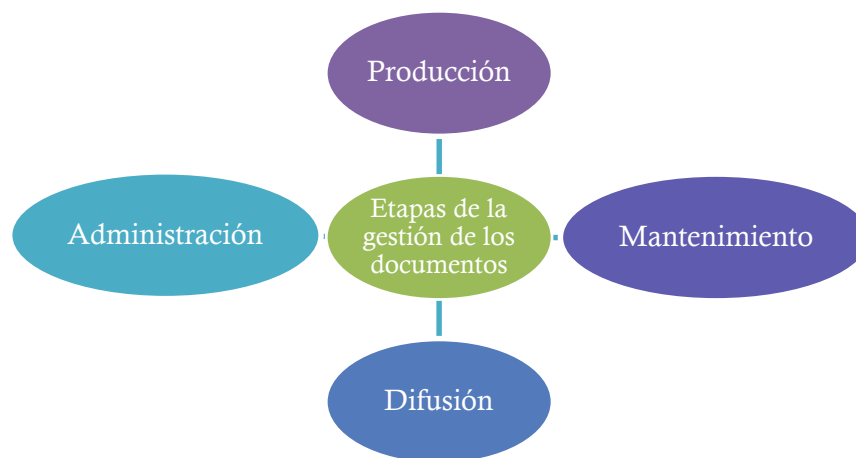 Producción
Administración
Etapas de la
gestión de los
documentos
Mantenimiento
Difusión